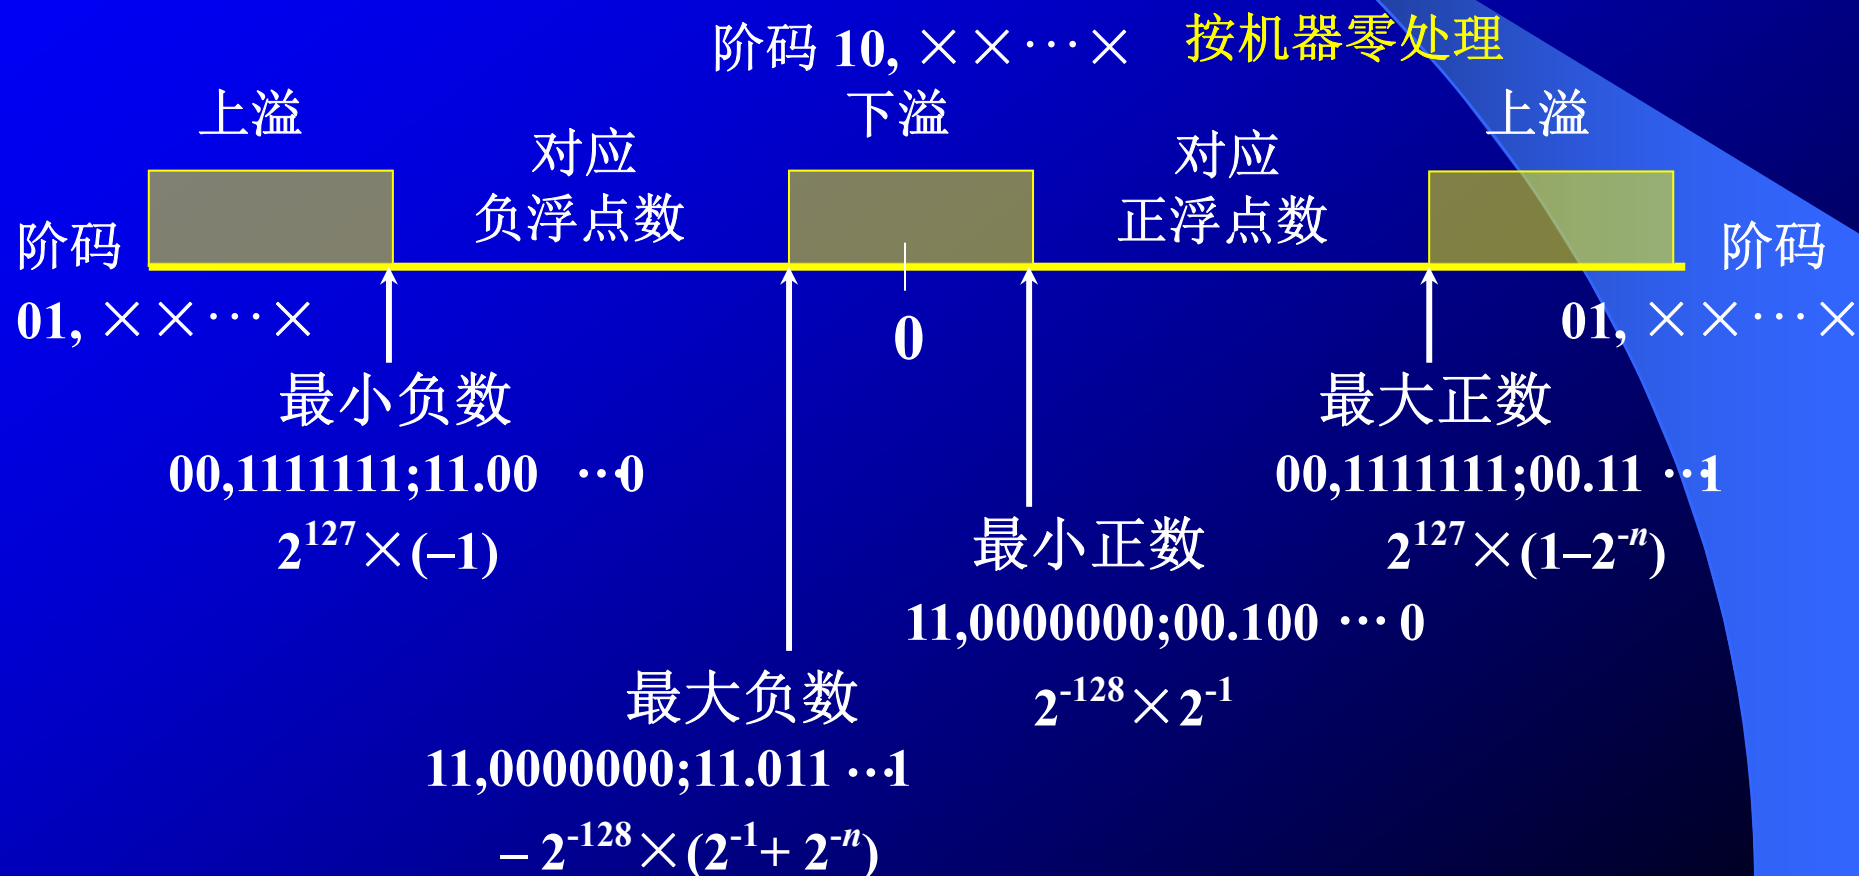 阶码 10, ××···× 按机器零处理
上溢 下溢 上溢
对应
负浮点数
对应
正浮点数
阶码
01, ××···×
阶码
01, ××···×
0
最小负数
00,1111111;11.00 ···0
2^127×(–1)
最大正数
00,1111111;00.11 ···1
2^127×(1–2^-n)
最小正数
11,0000000;00.100 ··· 0
2^-128×2^-1
最大负数
11,0000000;11.011 ···1
– 2^-128×(2^-1+ 2^-n)